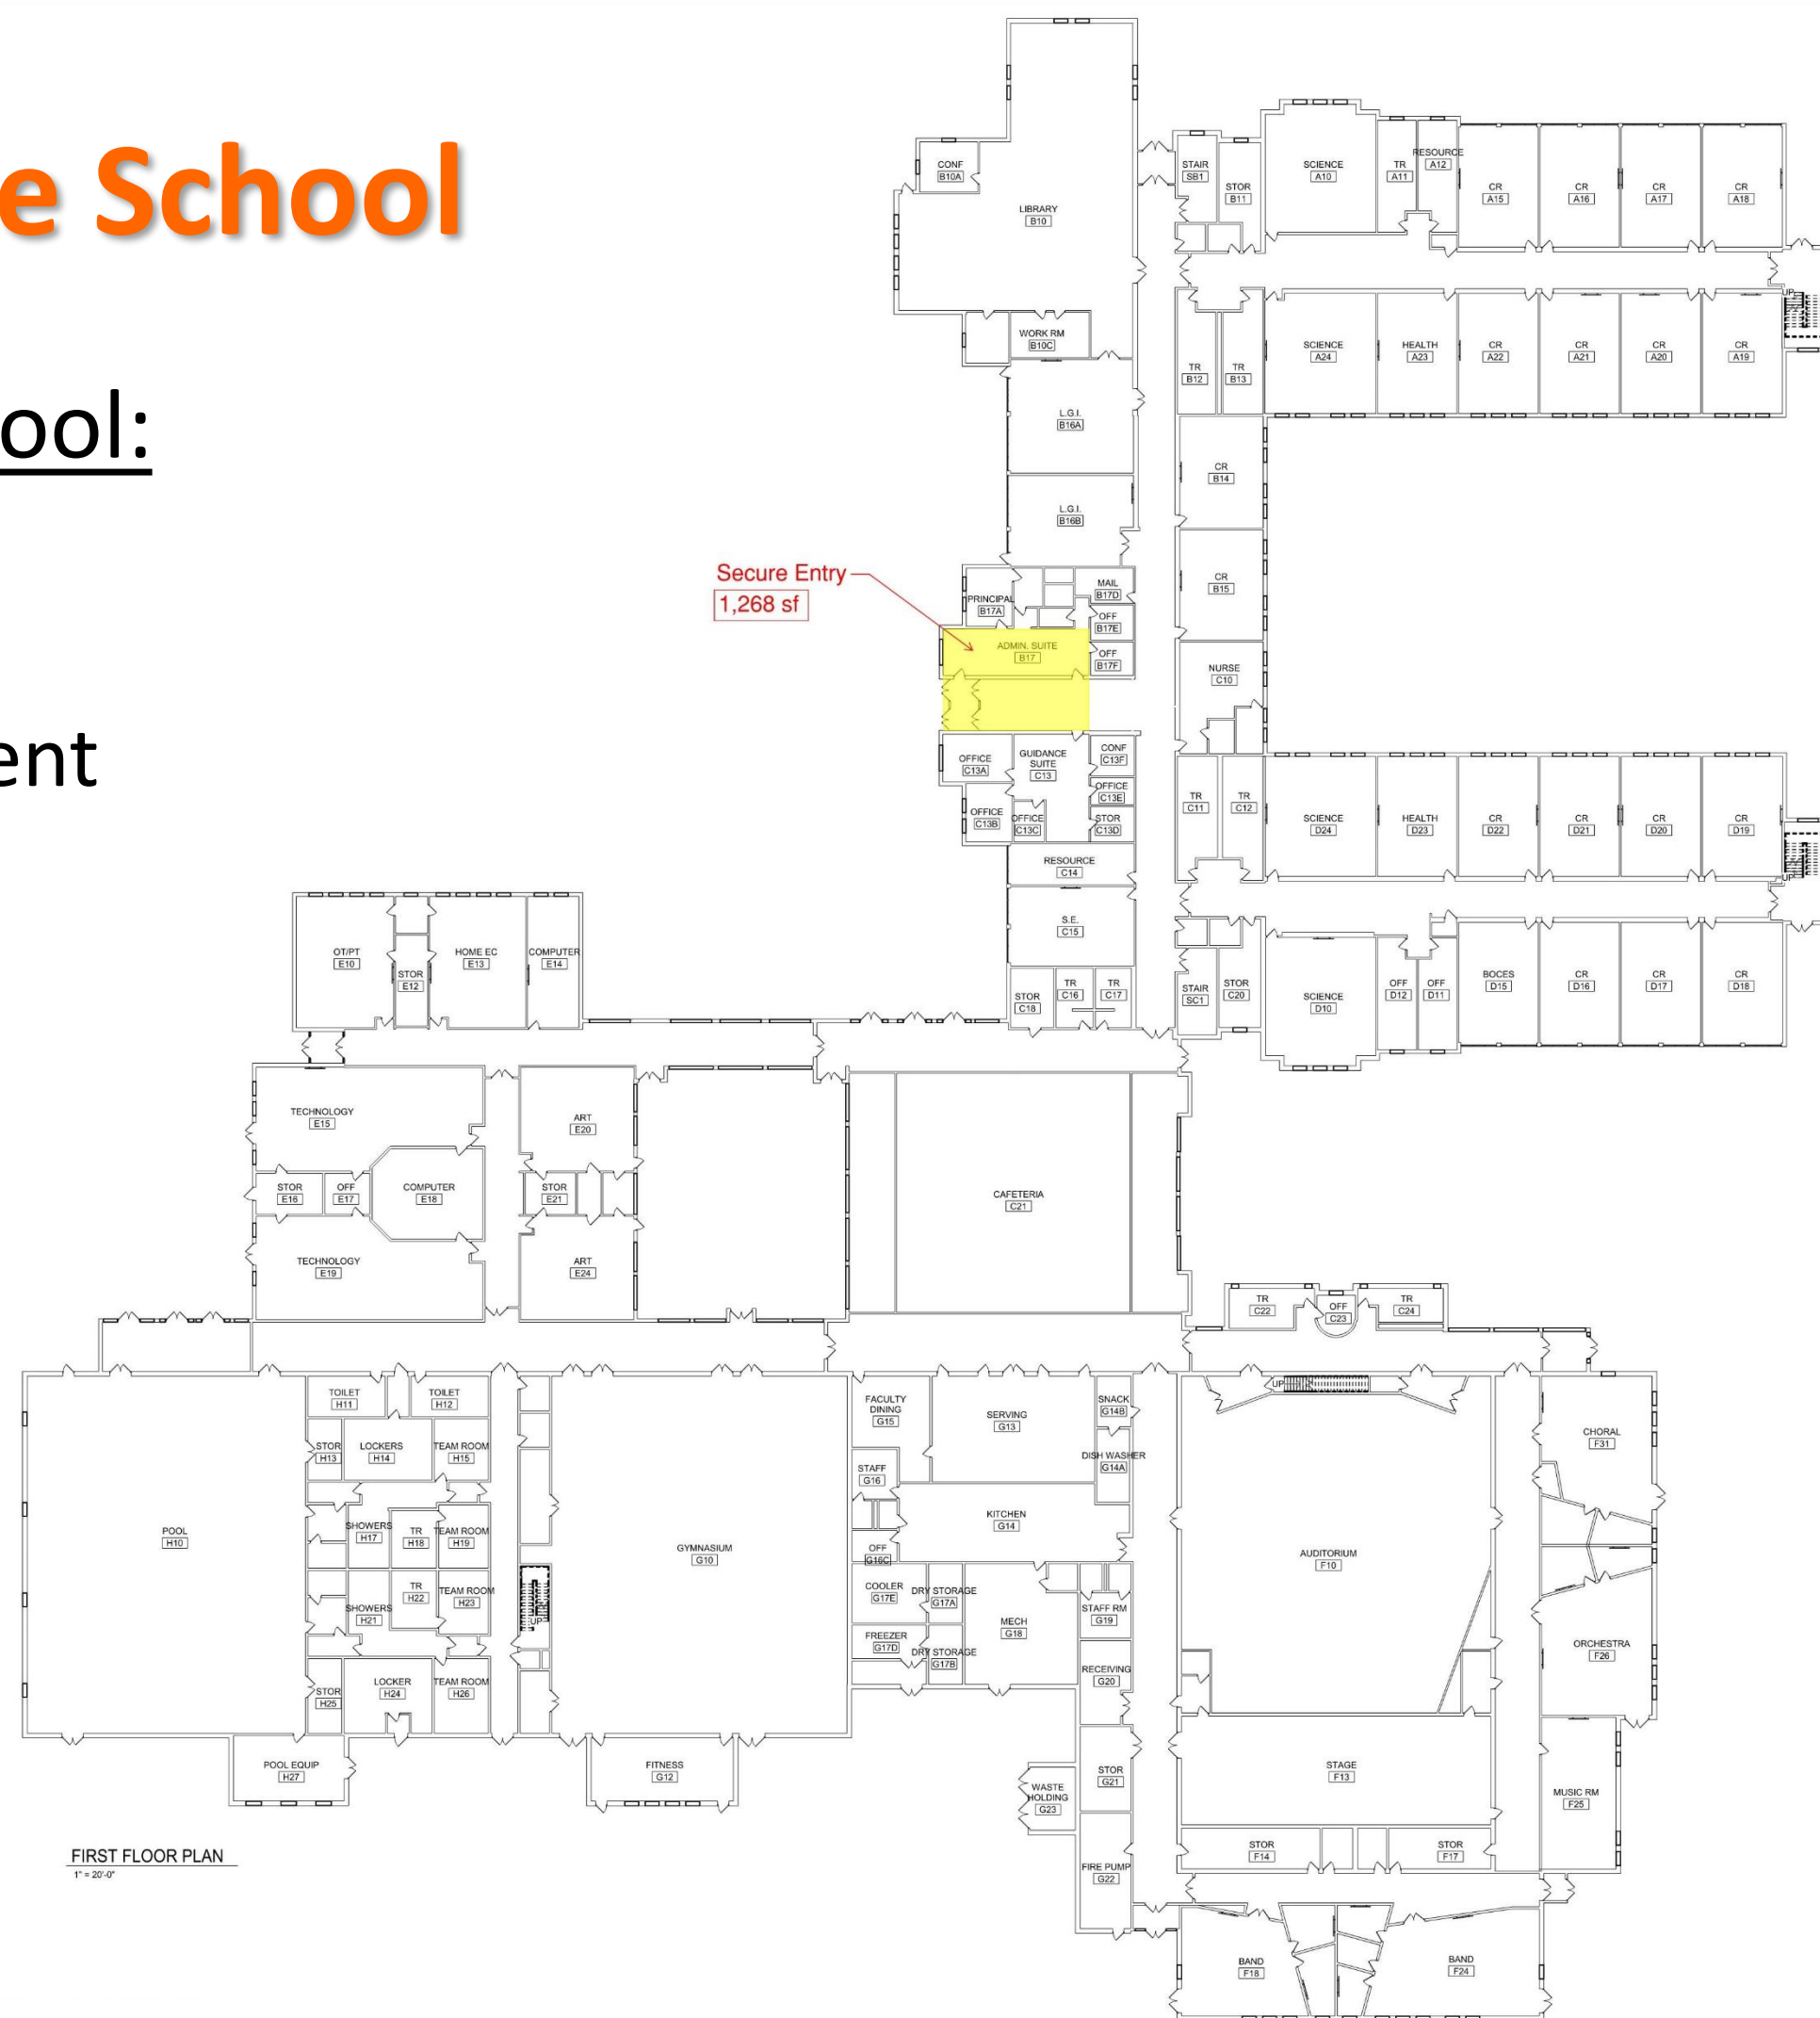 e School
ool:
ent
Secure Entry
1,268 sf
CONF
B10A
LIBRARY
B10
WORK RM
B10C
L.G.I.
B16A
L.G.I.
B16B
PRINCIPAL
B17A
MAIL
B17D
OFF
B17E
ADMIN. SUITE
B17
OFF
B17F
OFFICE
C13A
GUIDANCE
SUITE
C13
CONF
C13F
OFFICE
C13E
OFFICE
C13B
OFFICE
C13C
STOR
C13D
RESOURCE
C14
S.E.
C15
STOR
C18
TR
C16
TR
C17
STAIR
SB1
STOR
B11
SCIENCE
A10
TR
A11
RESOURCE
A12
CR
A15
CR
A16
CR
A17
CR
A18
TR
B12
TR
B13
SCIENCE
A24
HEALTH
A23
CR
A22
CR
A21
CR
A20
CR
A19
UP
CR
B14
CR
B15
NURSE
C10
TR
C11
TR
C12
SCIENCE
D24
HEALTH
D23
CR
D22
CR
D21
CR
D20
CR
D19
UP
STAIR
SC1
STOR
C20
SCIENCE
D10
OFF
D12
OFF
D11
BOCES
D15
CR
D16
CR
D17
CR
D18
OT/PT
E10
STOR
E12
HOME EC
E13
COMPUTER
E14
TECHNOLOGY
E15
STOR
E16
OFF
E17
COMPUTER
E18
TECHNOLOGY
E19
ART
E20
STOR
E21
ART
E24
CAFETERIA
C21
TR
C22
OFF
C23
TR
C24
POOL
H10
TOILET
H11
TOILET
H12
STOR
H13
LOCKERS
H14
TEAM ROOM
H15
SHOWERS
H17
TR
H18
TEAM ROOM
H19
SHOWERS
H21
TR
H22
TEAM ROOM
H23
STOR
H25
LOCKER
H24
TEAM ROOM
H26
POOL EQUIP
H27
UP
GYMNASIUM
G10
FITNESS
G12
FACULTY
DINING
G15
SERVING
G13
SNACK
G14B
DISH WASHER
G14A
STAFF
G16
KITCHEN
G14
OFF
G16C
COOLER
G17E
DRY STORAGE
G17A
FREEZER
G17D
DRY STORAGE
G17B
MECH
G18
STAFF RM
G19
RECEIVING
G20
STOR
G21
WASTE
HOLDING
G23
FIRE PUMP
G22
UP
AUDITORIUM
F10
STAGE
F13
STOR
F14
STOR
F17
CHORAL
F31
ORCHESTRA
F26
MUSIC RM
F25
BAND
F18
BAND
F24
FIRST FLOOR PLAN
1" = 20'-0"